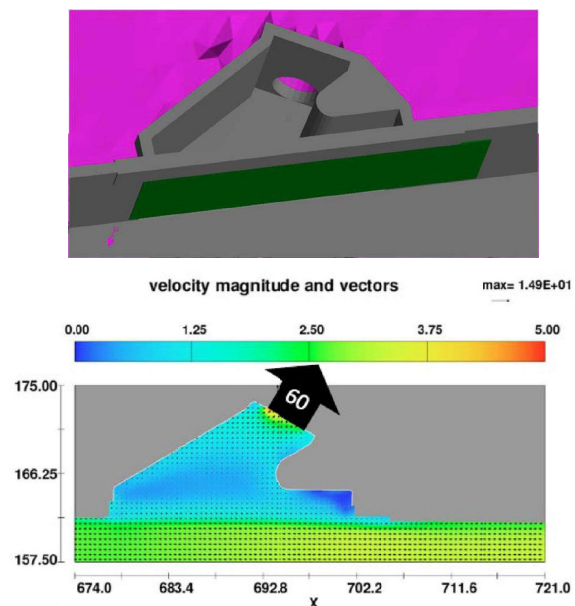 velocity magnitude and vectors
max= 1.49E+01
0.00 1.25 2.50 3.75 5.00
175.00
60
166.25
157.50
674.0 683.4 692.8 702.2 711.6 721.0
X